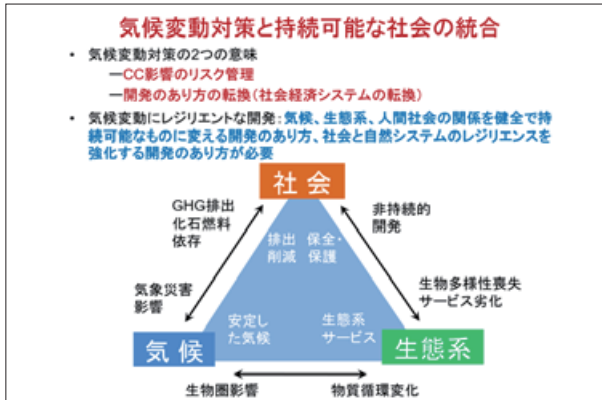 気候変動対策と持続可能な社会の統合
• 気候変動対策の2つの意味
―CC影響のリスク管理
―開発のあり方の転換(社会経済システムの転換)
• 気候変動にレジリエントな開発:気候、生態系、人間社会の関係を健全で持
続可能なものに変える開発のあり方、社会と自然システムのレジリエンスを
強化する開発のあり方が必要
社会
GHG排出
化石燃料
依存
非持続的
開発
排出
削減
保全・
保護
気象災害
影響
生物多様性喪失
サービス劣化
安定し
た気候
生態系
サービス
気候
生態系
生物圏影響
物質循環変化